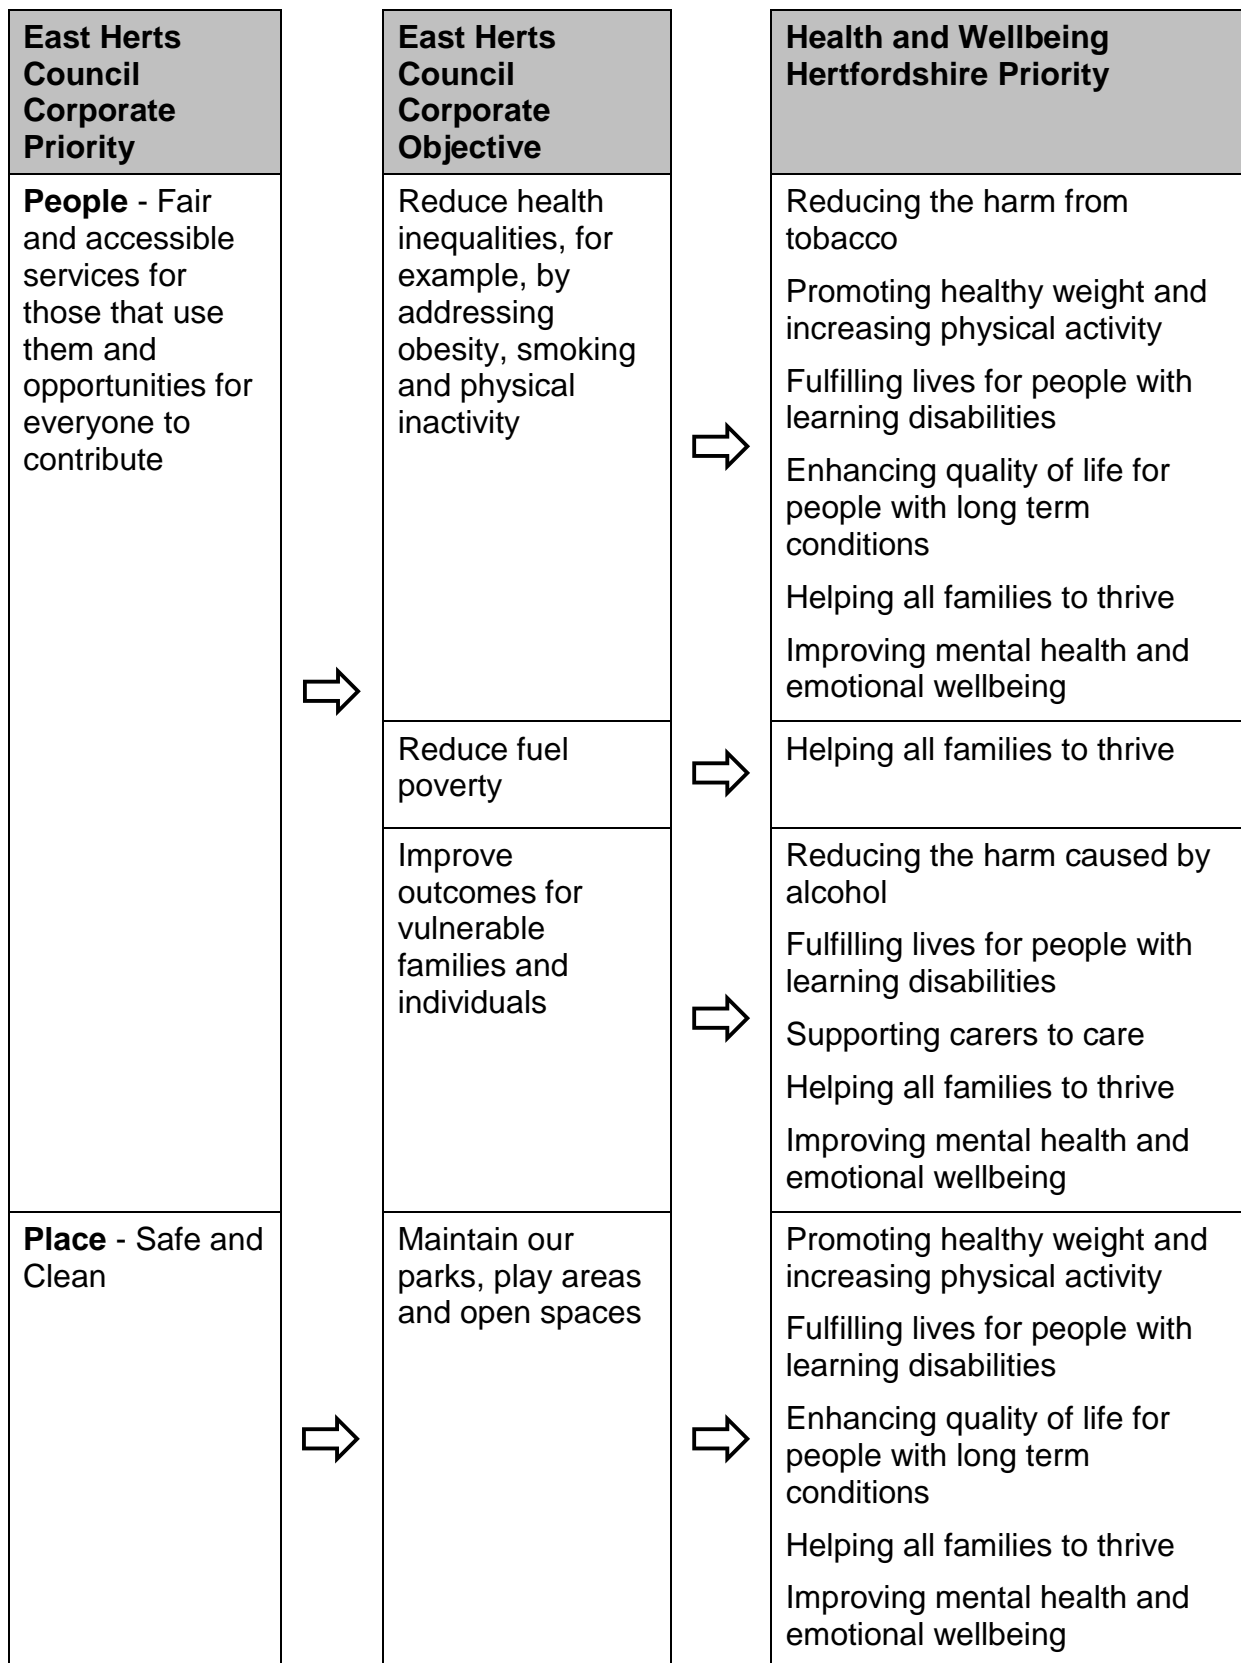 East Herts
Council
Corporate
Priority
East Herts
Council
Corporate
Objective
Health and Wellbeing
Hertfordshire Priority
People - Fair
and accessible
services for
those that use
them and
opportunities for
everyone to
contribute
Reduce health
inequalities, for
example, by
addressing
obesity, smoking
and physical
inactivity
Reducing the harm from
tobacco
Promoting healthy weight and
increasing physical activity
Fulfilling lives for people with
learning disabilities
Enhancing quality of life for
people with long term
conditions
Helping all families to thrive
Improving mental health and
emotional wellbeing
Reduce fuel
poverty
Helping all families to thrive
Improve
outcomes for
vulnerable
families and
individuals
Reducing the harm caused by
alcohol
Fulfilling lives for people with
learning disabilities
Supporting carers to care
Helping all families to thrive
Improving mental health and
emotional wellbeing
Place - Safe and
Clean
Maintain our
parks, play areas
and open spaces
Promoting healthy weight and
increasing physical activity
Fulfilling lives for people with
learning disabilities
Enhancing quality of life for
people with long term
conditions
Helping all families to thrive
Improving mental health and
emotional wellbeing